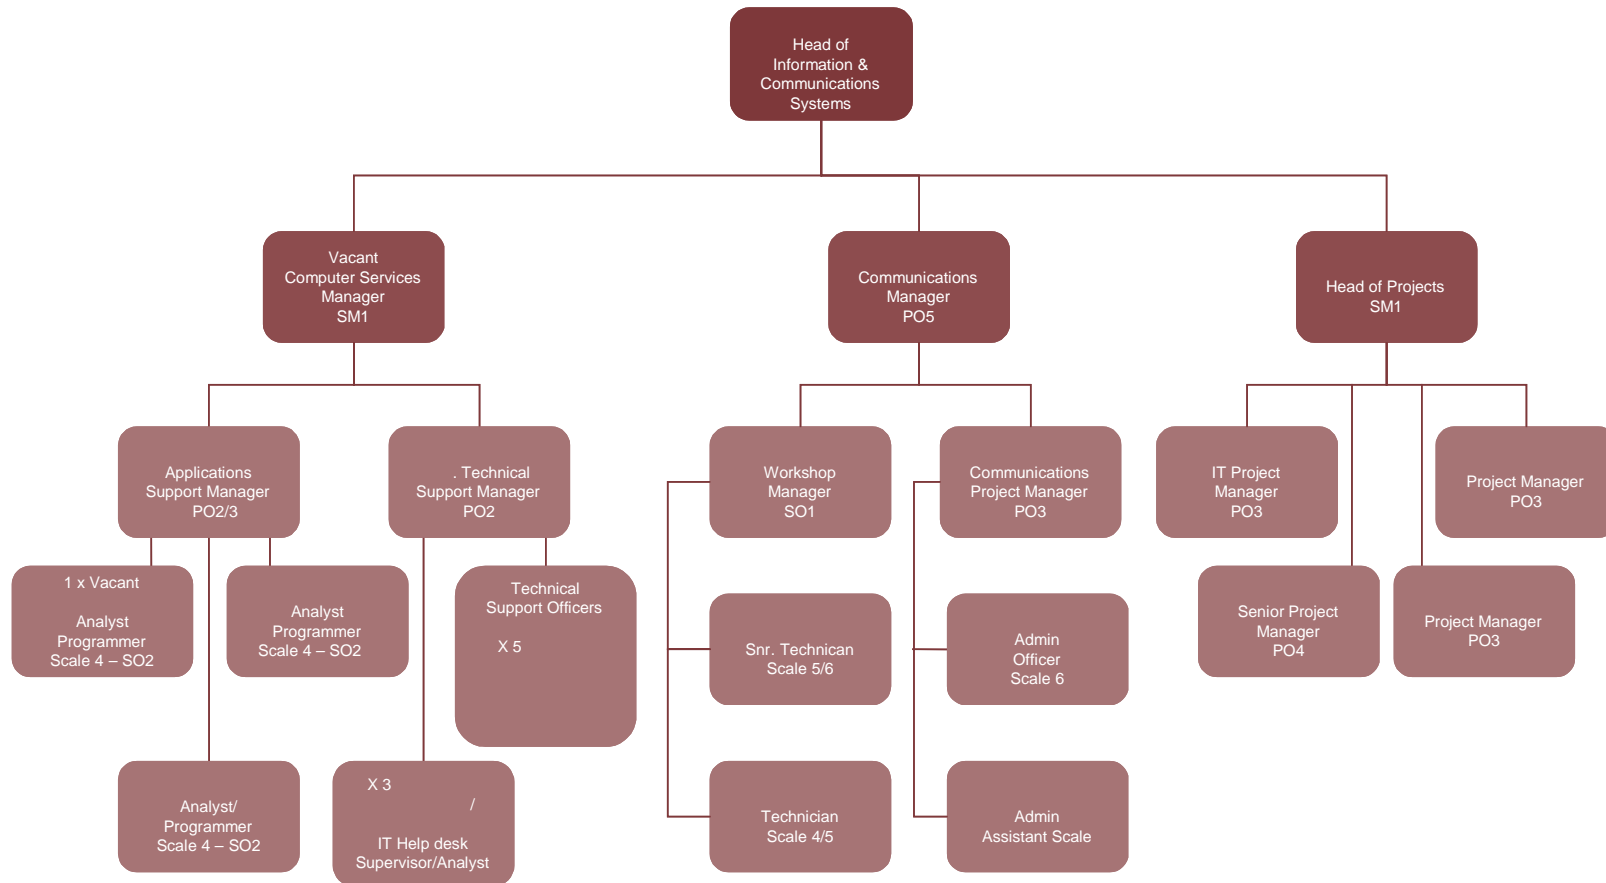 Head of
Information &
Communications
Systems
Vacant
Computer Services
Manager
SM1
Communications
Manager
PO5
Head of Projects
SM1
Applications
Support Manager
PO2/3
. Technical
Support Manager
PO2
Workshop
Manager
SO1
Communications
Project Manager
PO3
IT Project
Manager
PO3
Project Manager
PO3
1 x Vacant
Analyst
Programmer
Scale 4 – SO2
Analyst
Programmer
Scale 4 – SO2
Technical
Support Officers
X 5
Snr. Technican
Scale 5/6
Admin
Officer
Scale 6
Senior Project
Manager
PO4
Project Manager
PO3
Analyst/
Programmer
Scale 4 – SO2
X 3
/
IT Help desk
Supervisor/Analyst
Technician
Scale 4/5
Admin
Assistant Scale